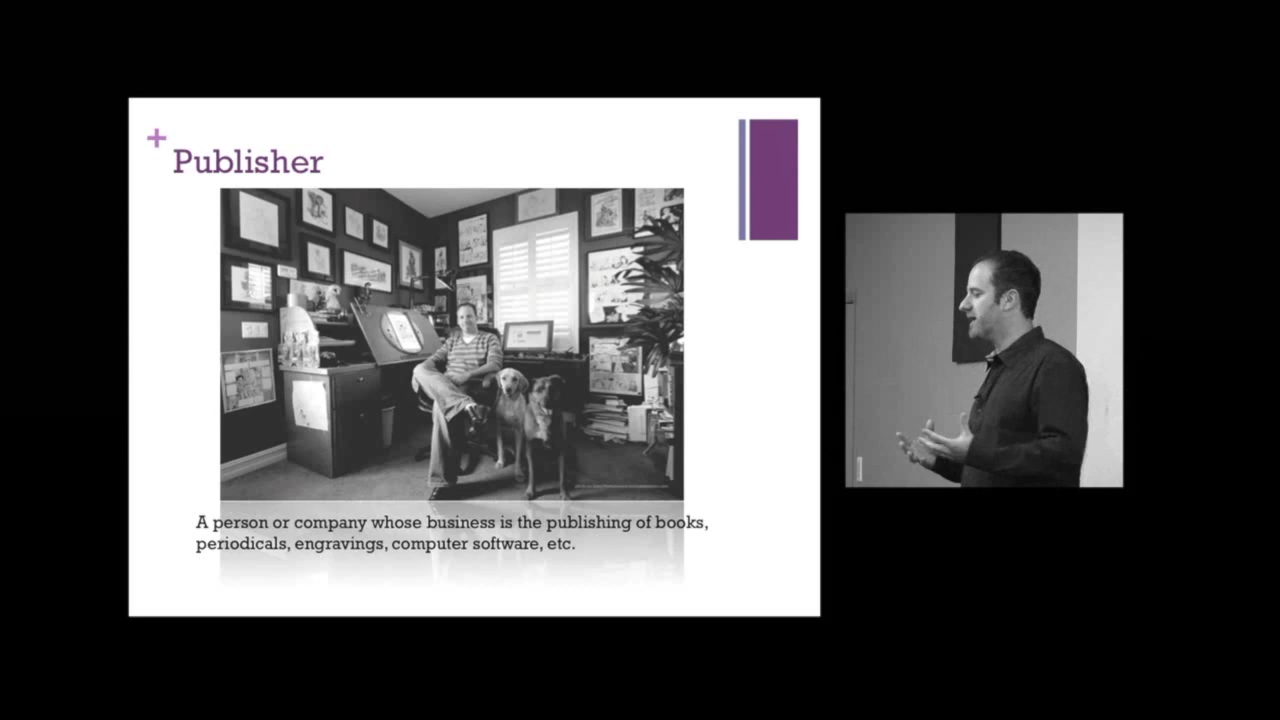 +
Publisher
A person or company whose business is the publishing of books,
periodicals, engravings, computer software, etc.